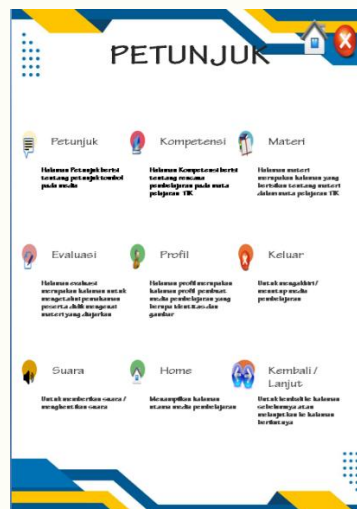 PETUNJUK
Petunjuk
Halaman Petunjuk berisi
tentang petunjuk tombol
pada media
Kompetensi
Halaman Kompetensi berisi
tentang rencana
pembelajaran pada mata
pelajaran TIK
Materi
Halaman materi
merupakan halaman yang
berisikan tentang materi
dalam mata pelajaran TIK
Evaluasi
Halaman evaluasi
merupakan halaman untuk
mengetahui pemahaman
peserta didik mengenai
materi yang diajarkan
Profil
Halaman profil merupakan
halaman profil pembuat
media pembelajaran yang
berupa identitas dan
gambar
Keluar
Untuk mengakhiri /
menutup media
pembelajaran
Suara
Untuk memberikan suara /
menghentikan suara
Home
Menampilkan halaman
utama media pembelajaran
Kembali /
Lanjut
Untuk kembali ke halaman
sebelumnya atau
melanjutkan ke halaman
berikutnya